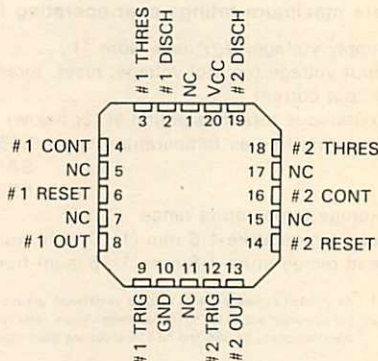 #1 THRES
#1 DISCH
NC
VCC
#2 DISCH
3 2 1 20 19
#1 CONT 4 18 #2 THRES
NC 5 17 NC
#1 RESET 6 16 #2 CONT
NC 7 15 NC
#1 OUT 8 14 #2 RESET
9 10 11 12 13
#1 TRIG
GND
NC
#2 TRIG
#2 OUT